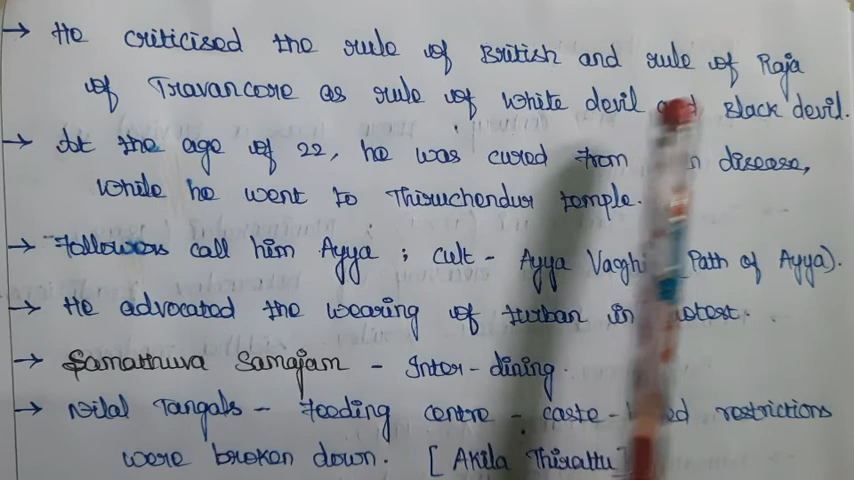 → He criticised the rule of British and rule of Raja
of Travancore as rule of White devil and Black devil.
→ At the age of 22, he was cured from disease,
while he went to Thiruchendur temple.
→ Followers call him Ayya ; cult - Ayya Vazhi (Path of Ayya).
→ He advocated the wearing of turban in
→ Samathuva Samajam - Inter-dining.
→ Nilal Tangals - Feeding centre - caste- restrictions
were broken down. [Akila Thirattu]